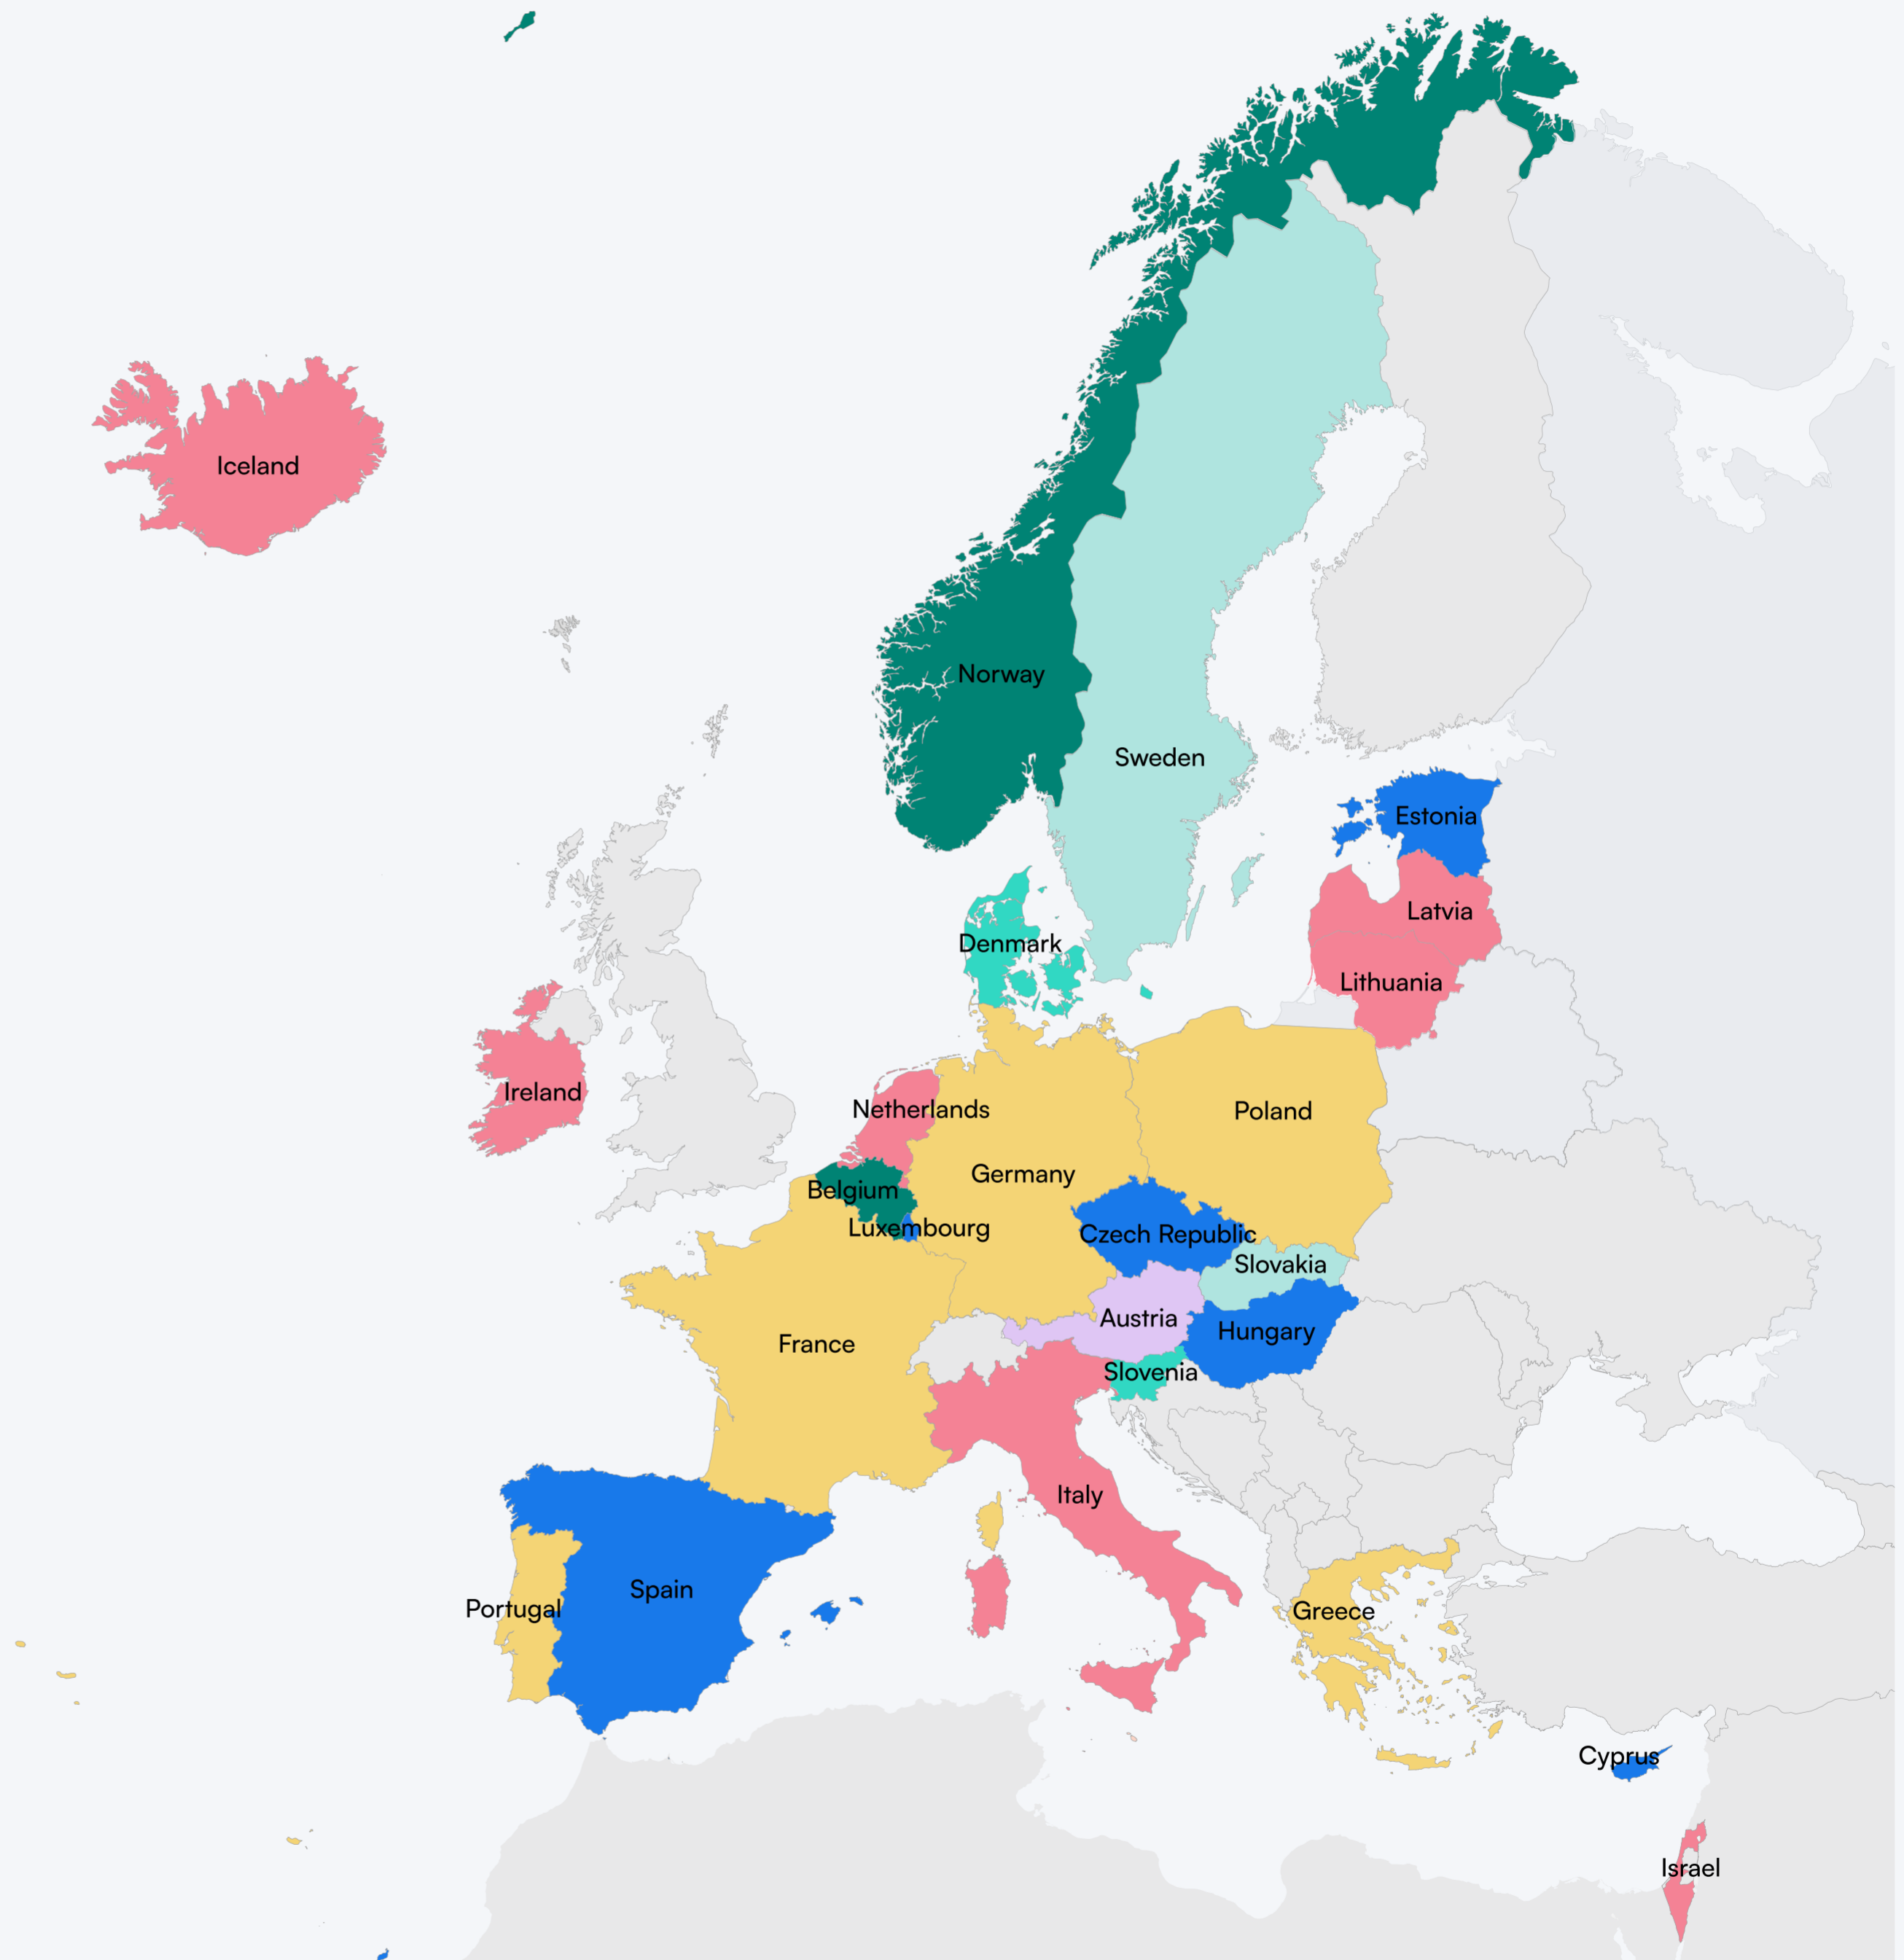 Iceland
Norway
Sweden
Estonia
Latvia
Denmark
Lithuania
Ireland
Netherlands
Poland
Germany
Belgium
Luxembourg
Czech Republic
Slovakia
Austria
Hungary
France
Slovenia
Italy
Spain
Portugal
Greece
Cyprus
Israel